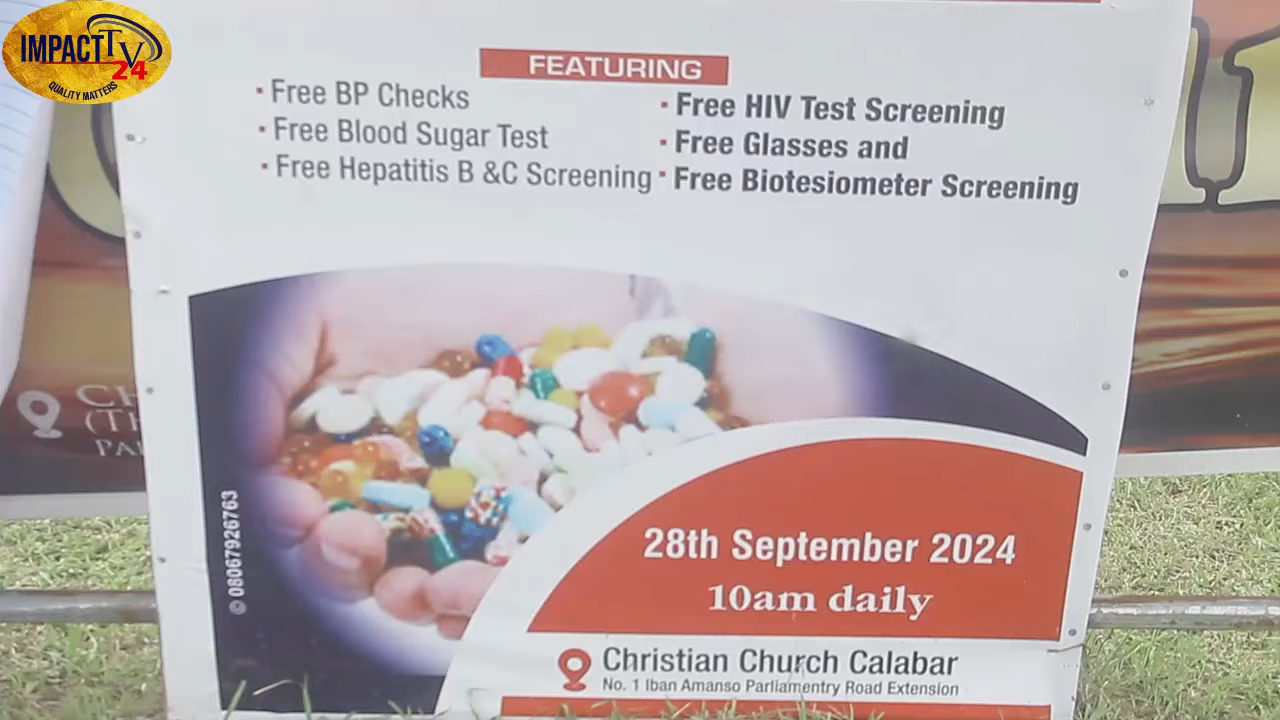 IMPACT TV
24
QUALITY MATTERS
FEATURING
· Free BP Checks
· Free Blood Sugar Test
· Free Hepatitis B &C Screening
· Free HIV Test Screening
· Free Glasses and
· Free Biotesiometer Screening
© 08067926763
28th September 2024
10am daily
Christian Church Calabar
No. 1 Iban Amanso Parliamentry Road Extension